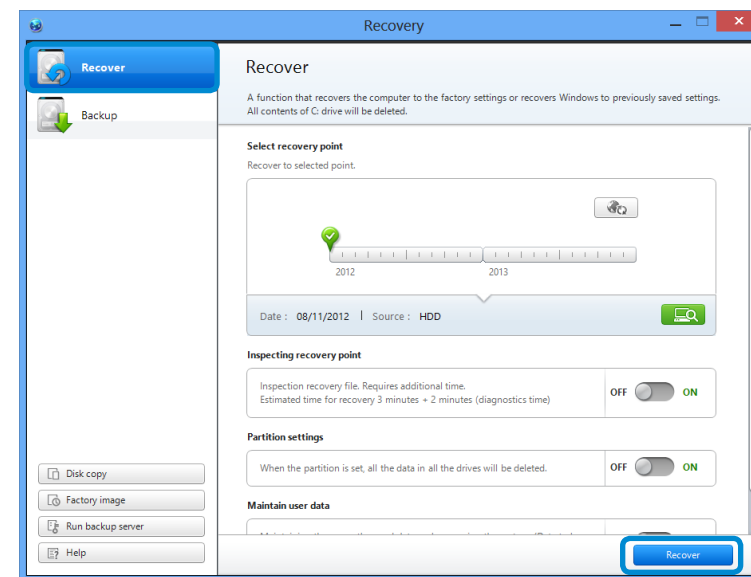 Recovery
Recover
Backup
Recover
A function that recovers the computer to the factory settings or recovers Windows to previously saved settings.
All contents of C: drive will be deleted.
Select recovery point
Recover to selected point.
2012 2013
Date : 08/11/2012 | Source : HDD
Inspecting recovery point
Inspection recovery file. Requires additional time.
Estimated time for recovery 3 minutes + 2 minutes (diagnostics time)
OFF ON
Partition settings
When the partition is set, all the data in all the drives will be deleted.
OFF ON
Maintain user data
Disk copy
Factory image
Run backup server
Help
Recover